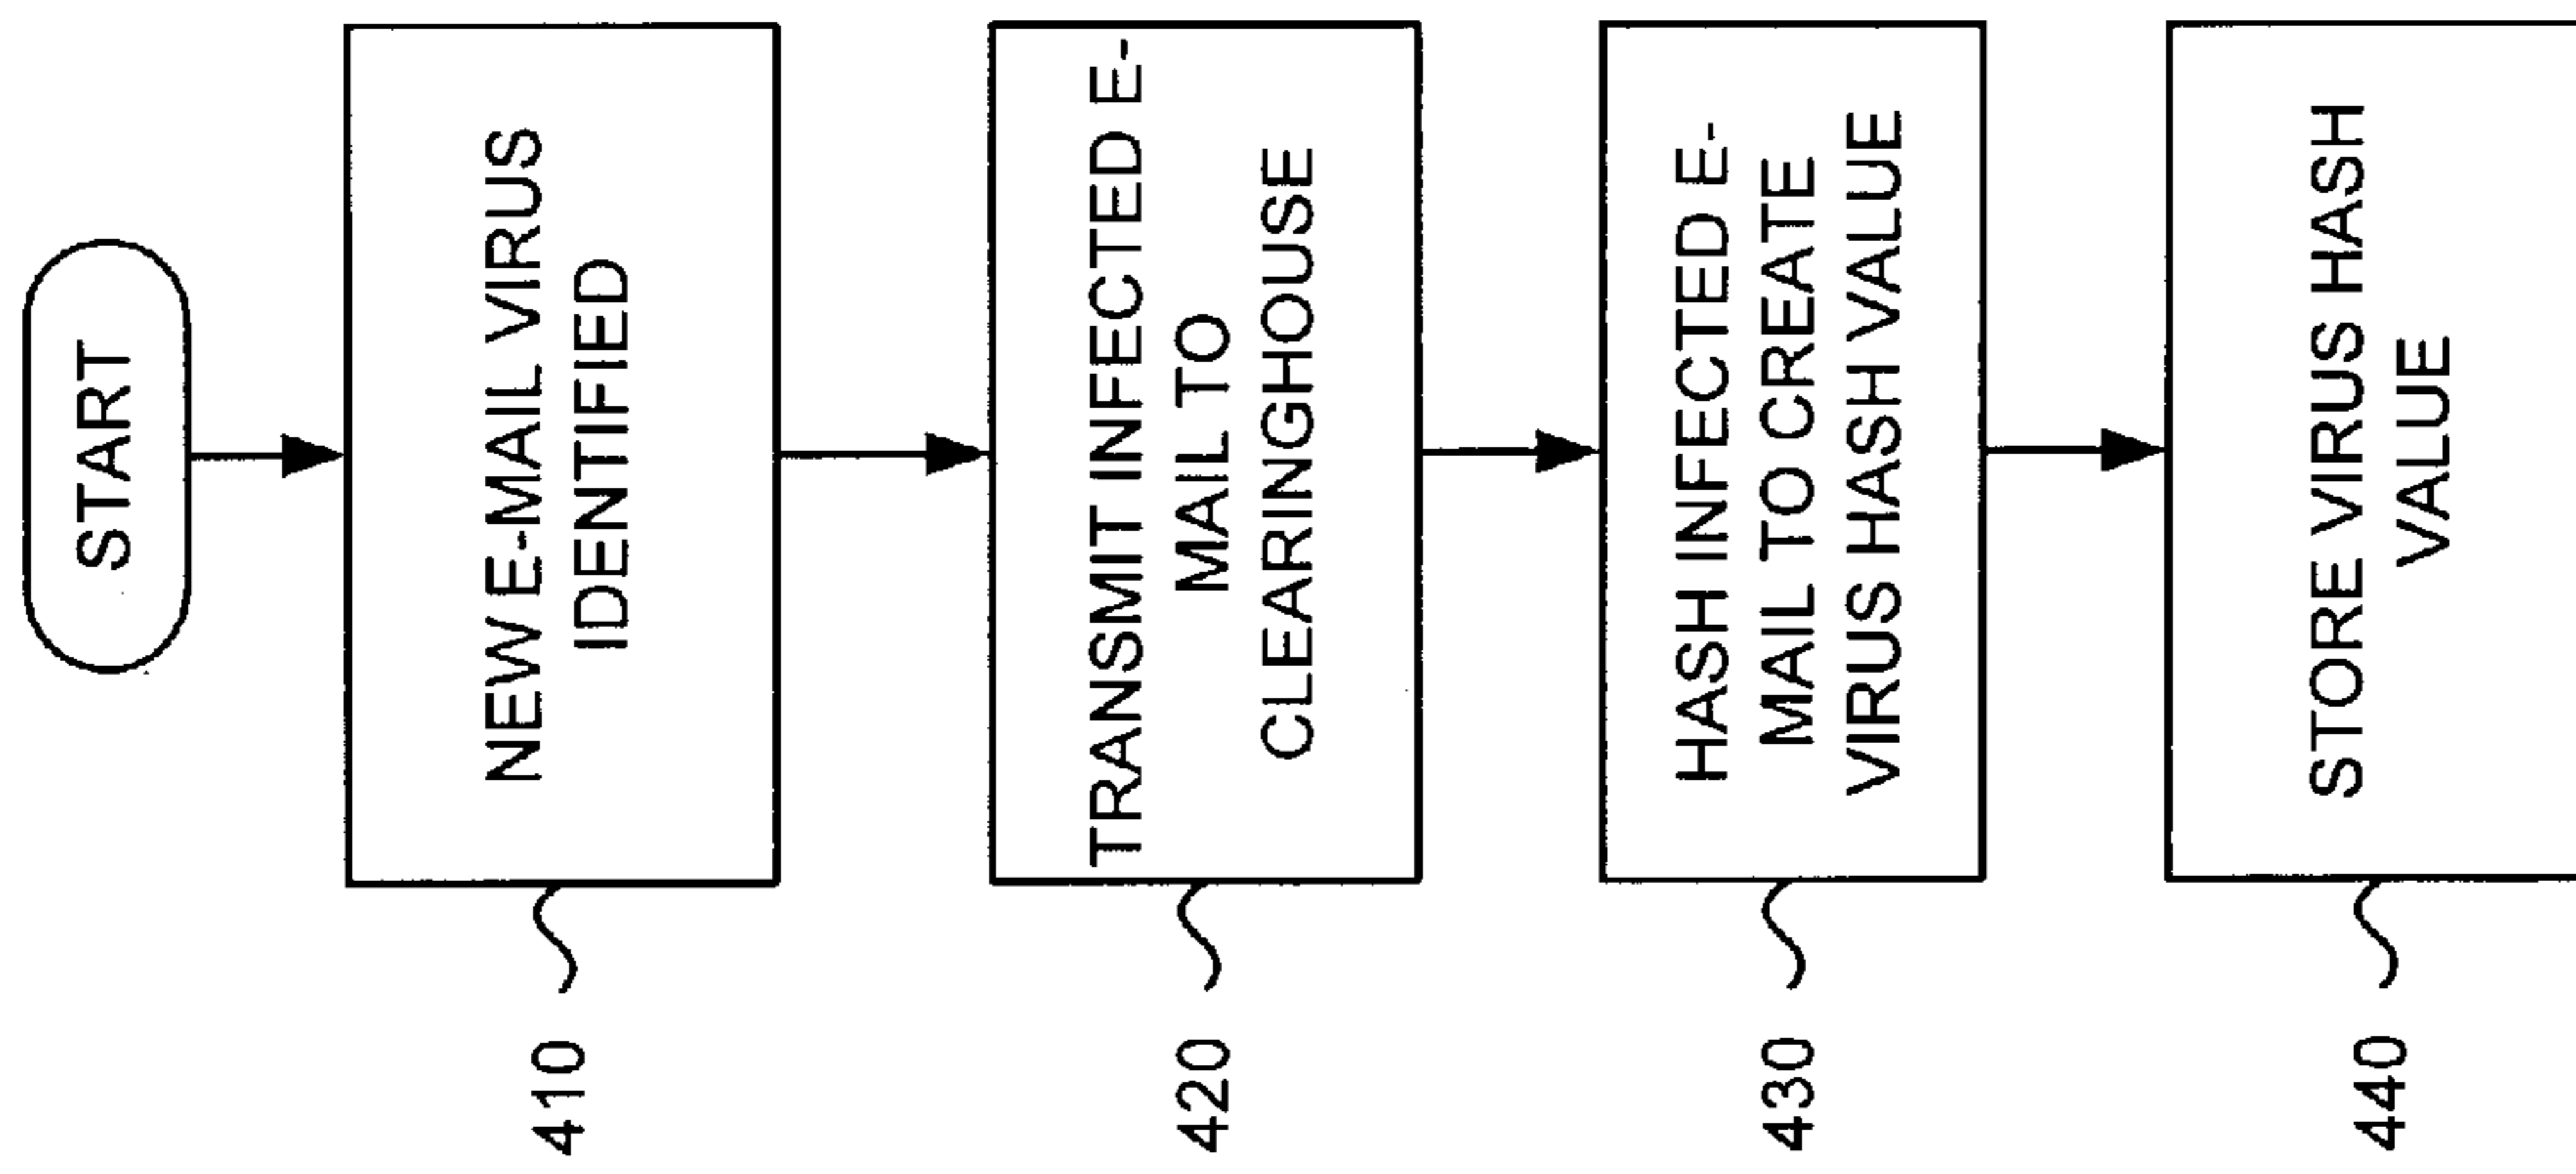 START
NEW E-MAIL VIRUS
IDENTIFIED
410
TRANSMIT INFECTED E-
MAIL TO
CLEARINGHOUSE
420
HASH INFECTED E-
MAIL TO CREATE
VIRUS HASH VALUE
430
STORE VIRUS HASH
VALUE
440